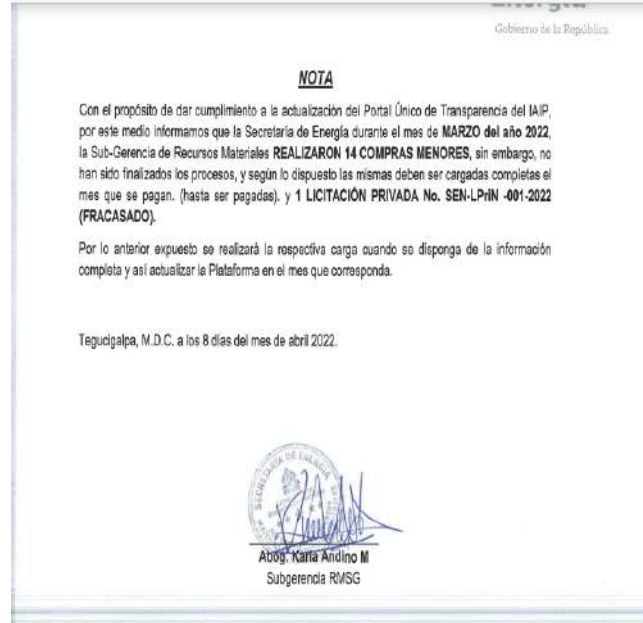 Energía
Gobierno de la República
NOTA
Con el propósito de dar cumplimiento a la actualización del Portal Único de Transparencia del IAIP,
por este medio informamos que la Secretaría de Energía durante el mes de MARZO del año 2022,
la Sub-Gerencia de Recursos Materiales REALIZARON 14 COMPRAS MENORES, sin embargo, no
han sido finalizados los procesos, y según lo dispuesto las mismas deben ser cargadas completas el
mes que se pagan. (hasta ser pagadas). y 1 LICITACIÓN PRIVADA No. SEN-LPriN -001-2022
(FRACASADO).
Por lo anterior expuesto se realizará la respectiva carga cuando se disponga de la información
completa y así actualizar la Plataforma en el mes que corresponda.
Tegucigalpa, M.D.C. a los 8 días del mes de abril 2022.
SECRETARÍA DE ENERGÍA
Abog. Karla Andino M
Subgerencia RMSG